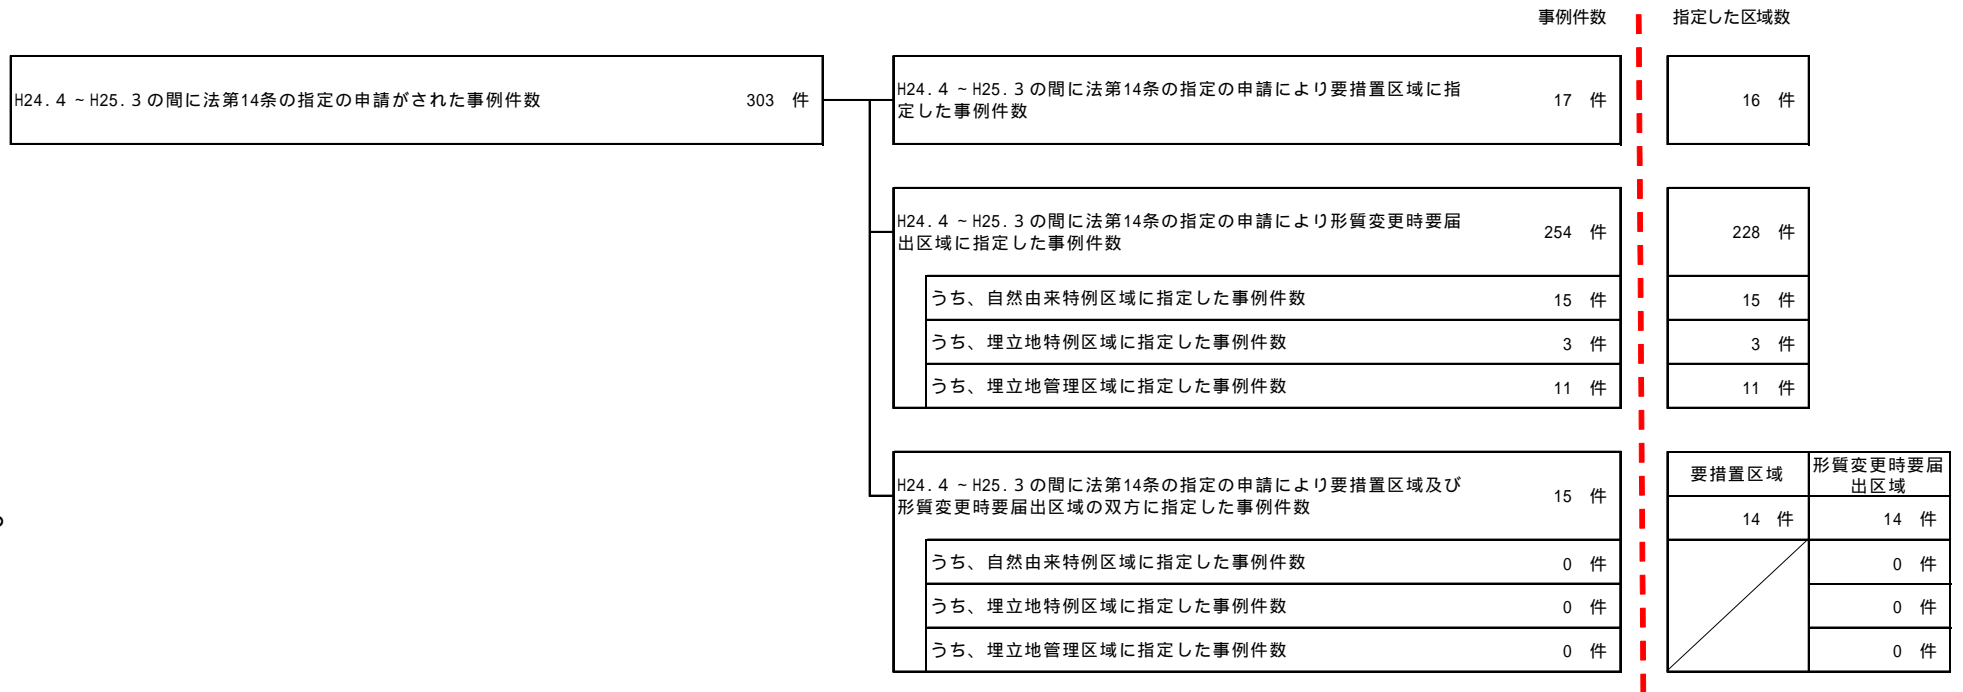 事例件数 指定した区域数
H24.4～H25.3の間に法第14条の指定の申請がされた事例件数 303 件
H24.4～H25.3の間に法第14条の指定の申請により要措置区域に指
定した事例件数
17 件 16 件
H24.4～H25.3の間に法第14条の指定の申請により形質変更時要届
出区域に指定した事例件数
254 件 228 件
うち、自然由来特例区域に指定した事例件数 15 件 15 件
うち、埋立地特例区域に指定した事例件数 3 件 3 件
うち、埋立地管理区域に指定した事例件数 11 件 11 件
H24.4～H25.3の間に法第14条の指定の申請により要措置区域及び
形質変更時要届出区域の双方に指定した事例件数
15 件
要措置区域
形質変更時要届
出区域
14 件 14 件
うち、自然由来特例区域に指定した事例件数 0 件 0 件
うち、埋立地特例区域に指定した事例件数 0 件 0 件
うち、埋立地管理区域に指定した事例件数 0 件 0 件